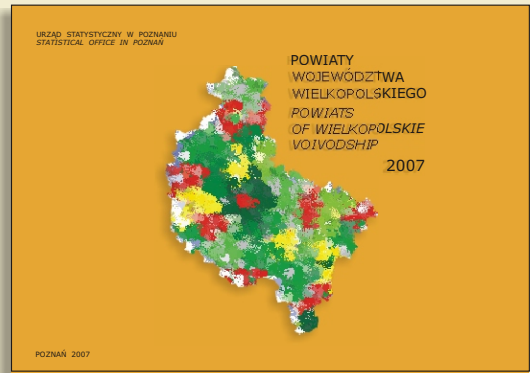 URZĄD STATYSTYCZNY W POZNANIU
STATISTICAL OFFICE IN POZNAŃ
POWIATY
WOJEWÓDZTWA
WIELKOPOLSKIEGO
POWIATS
OF WIELKOPOLSKIE
VOIVODSHIP
2007
POZNAŃ 2007